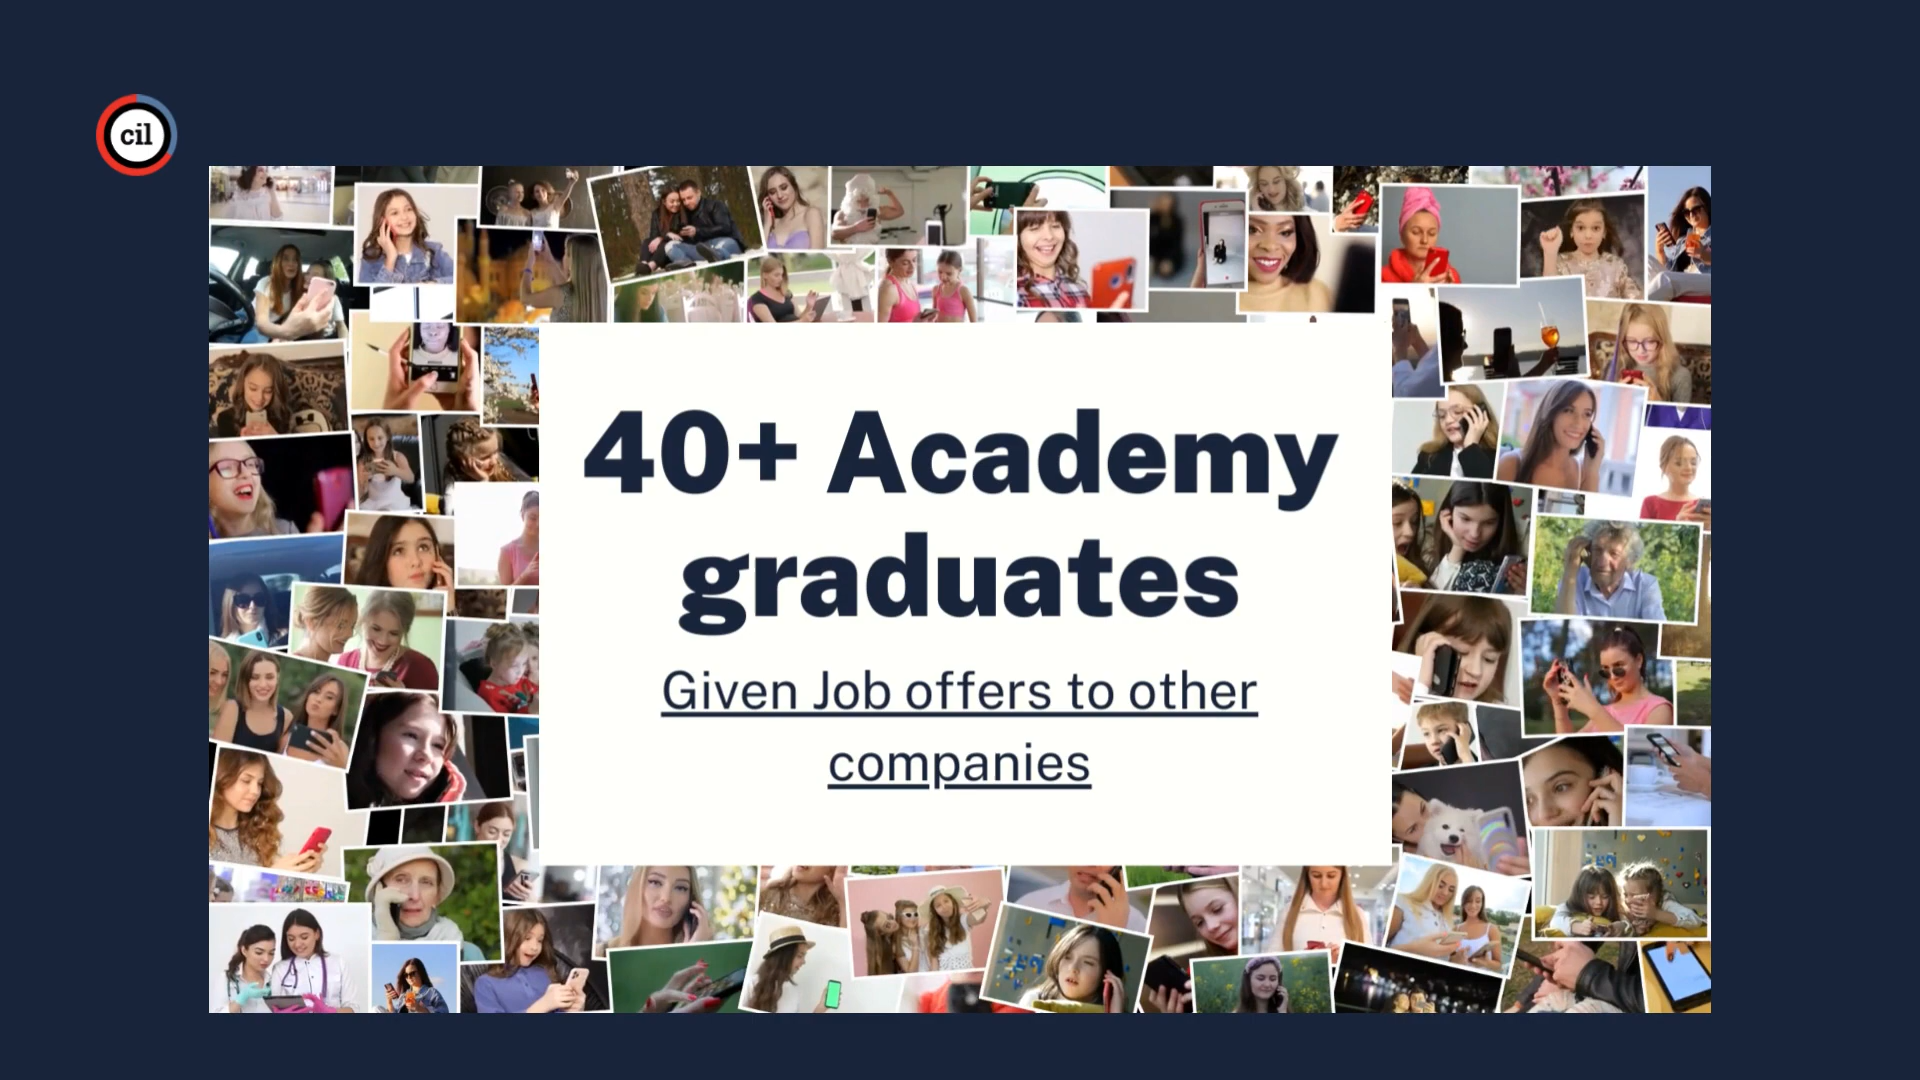 cil
40+ Academy
graduates
Given Job offers to other
companies